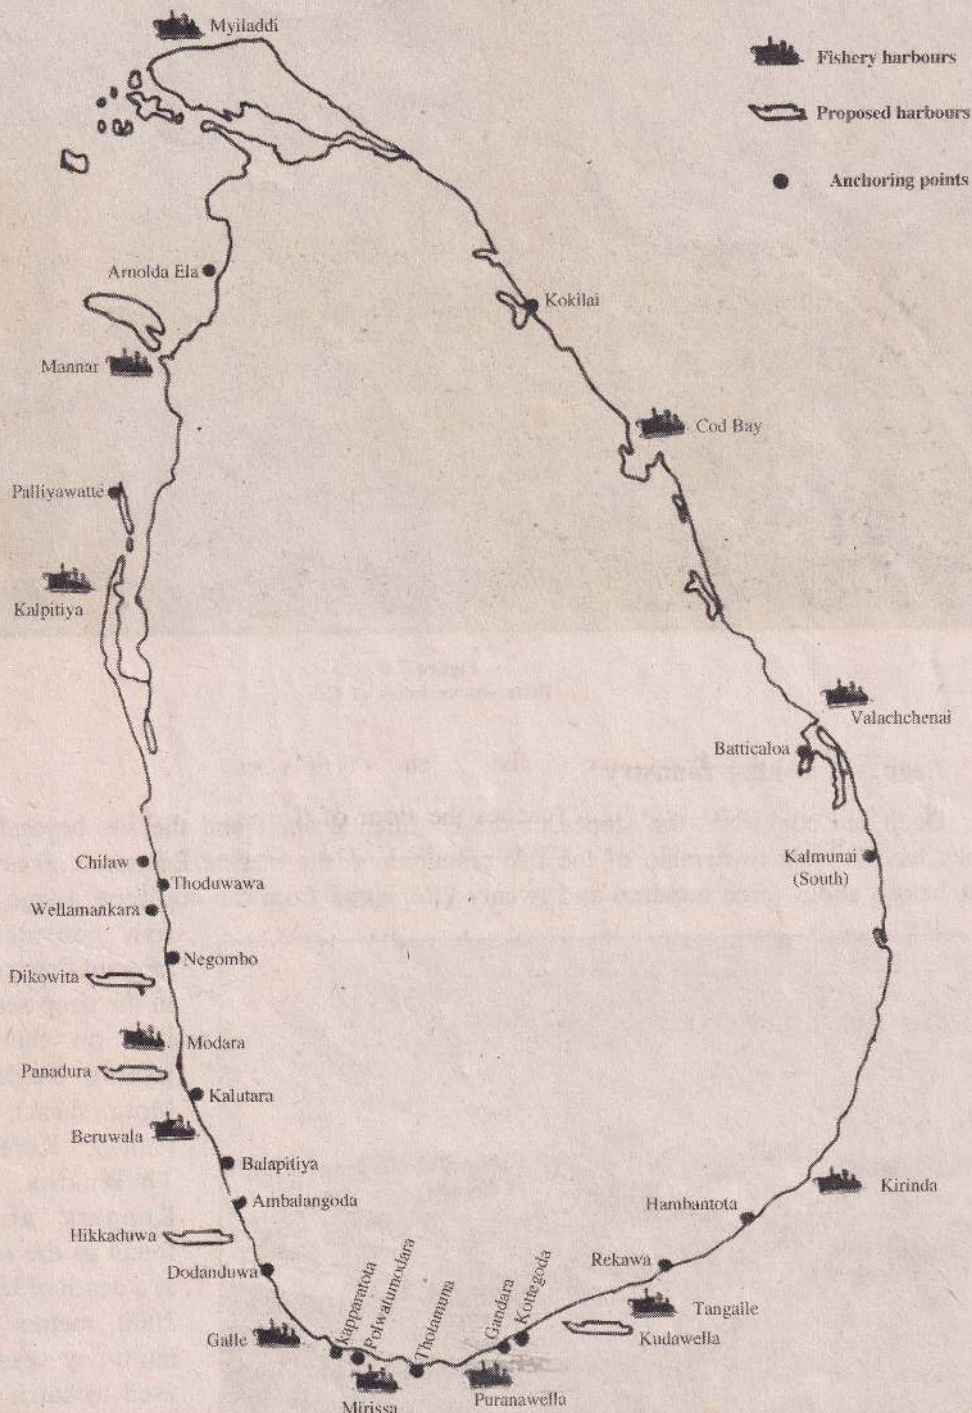 Myiladdi
Fishery harbours
Proposed harbours
Anchoring points
Arnolda Ela
Kokilai
Mannar
Cod Bay
Palliyawatte
Kalpitiya
Valachchenai
Batticaloa
Chilaw
Kalmunai
(South)
Thoduwawa
Wellamankara
Negombo
Dikowita
Modara
Panadura
Kalutara
Beruwala
Balapitiya
Kirinda
Ambalangoda
Hambantota
Hikkaduwa
Rekawa
Dodanduwa
Tangalle
Kudawella
Galle
kapparatota
Polwatumodara
Thotamuna
Gandara
Kottegoda
Mirissa
Puranawella